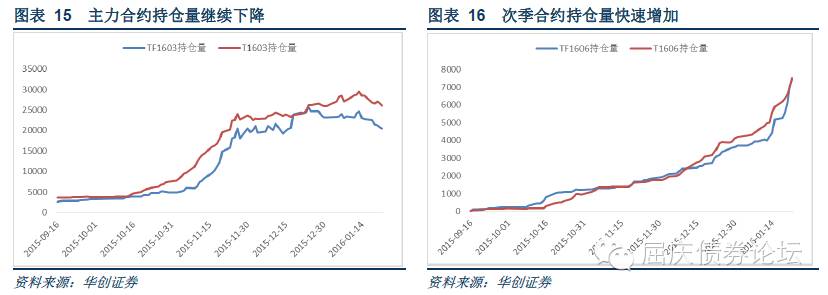 图表 15 主力合约持仓量继续下降
TF1603持仓量 T1603持仓量
35000
30000
25000
20000
15000
10000
5000
0
2015-09-16 2015-10-01 2015-10-16 2015-10-31 2015-11-15 2015-11-30 2015-12-15 2015-12-30 2016-01-14
资料来源：华创证券
图表 16 次季合约持仓量快速增加
TF1606持仓量 T1606持仓量
8000
7000
6000
5000
4000
3000
2000
1000
0
2015-09-16 2015-10-01 2015-10-16 2015-10-31 2015-11-15 2015-11-30 2015-12-15 2015-12-30 2015-01-14
资料来源：华创证券
屈庆债券论坛